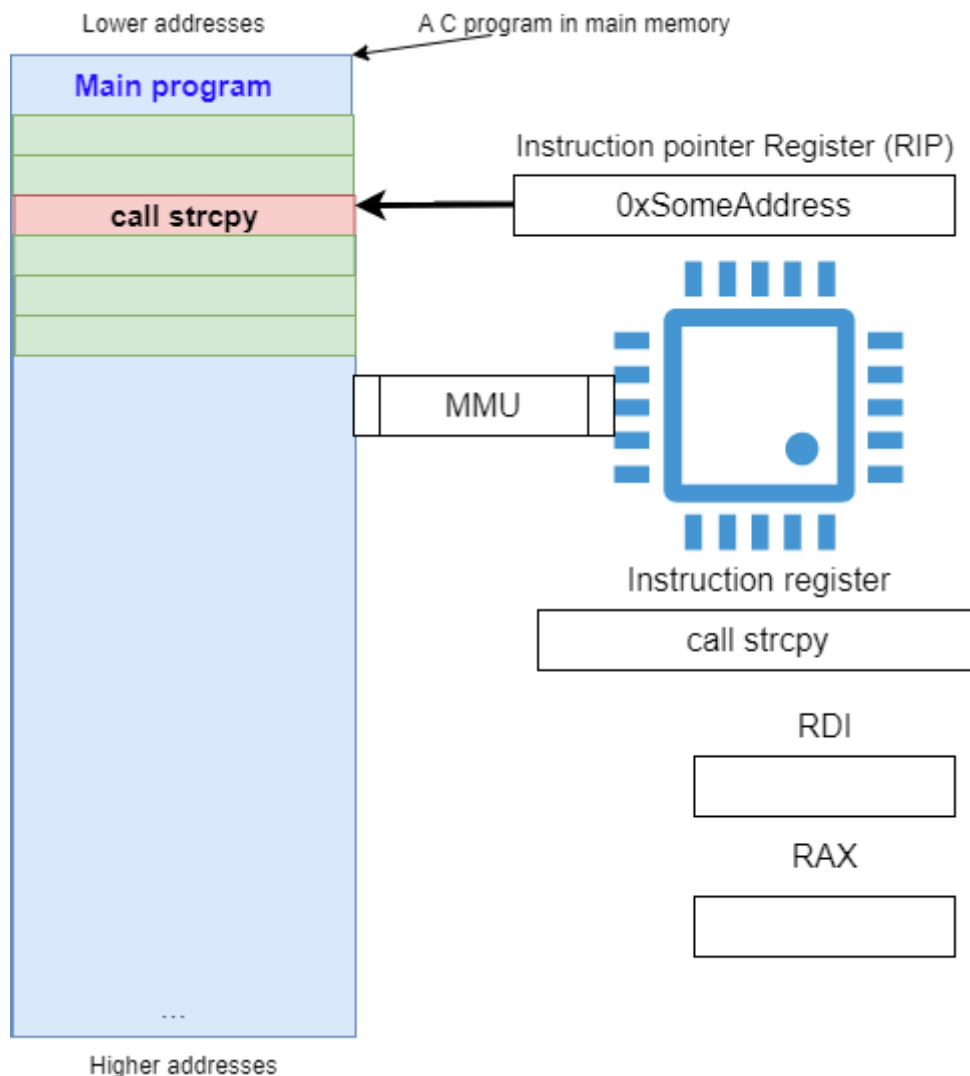 Lower addresses
A C program in main memory
Main program
Instruction pointer Register (RIP)
0xSomeAddress
call strcpy
MMU
Instruction register
call strcpy
RDI
RAX
...
Higher addresses